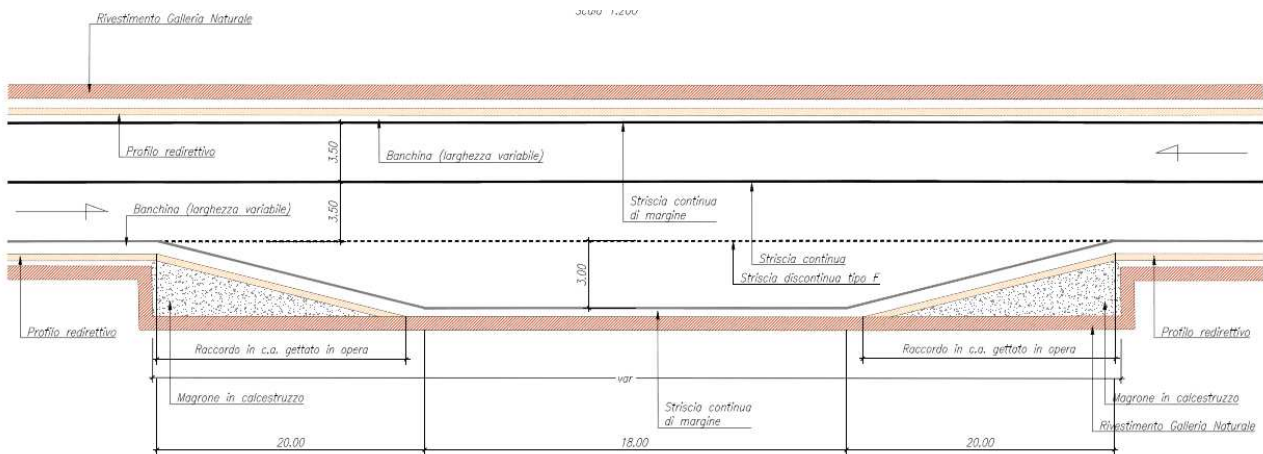 Rivestimento Galleria Naturale
Profilo redirettivo
3.50
Banchina (larghezza variabile)
Striscia continua
di margine
Banchina (larghezza variabile)
3.50
Striscia continua
Striscia discontinua tipo F
3.00
Profilo redirettivo
Profilo redirettivo
Raccordo in c.a. gettato in opera
Raccordo in c.a. gettato in opera
var
Magrone in calcestruzzo
Striscia continua
di margine
Magrone in calcestruzzo
Rivestimento Galleria Naturale
20.00
18.00
20.00